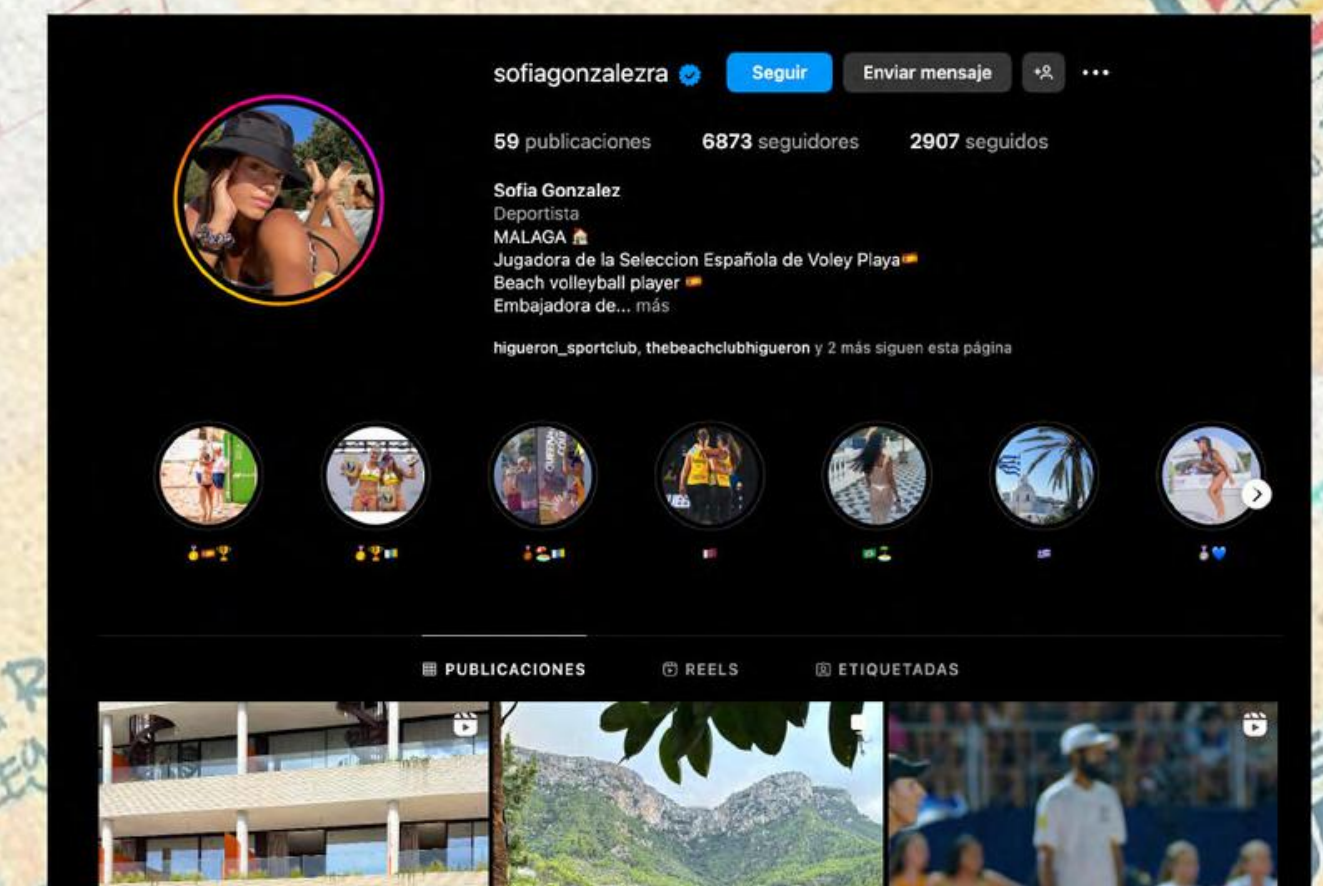 sofiagonzalezra Seguir Enviar mensaje
59 publicaciones 6873 seguidores 2907 seguidos
Sofia Gonzalez
Deportista
MALAGA 🏠
Jugadora de la Seleccion Española de Voley Playa🇪🇸
Beach volleyball player 🇪🇸
Embajadora de... más
higueron_sportclub, thebeachclubhigueron y 2 más siguen esta página
PUBLICACIONES REELS ETIQUETADAS